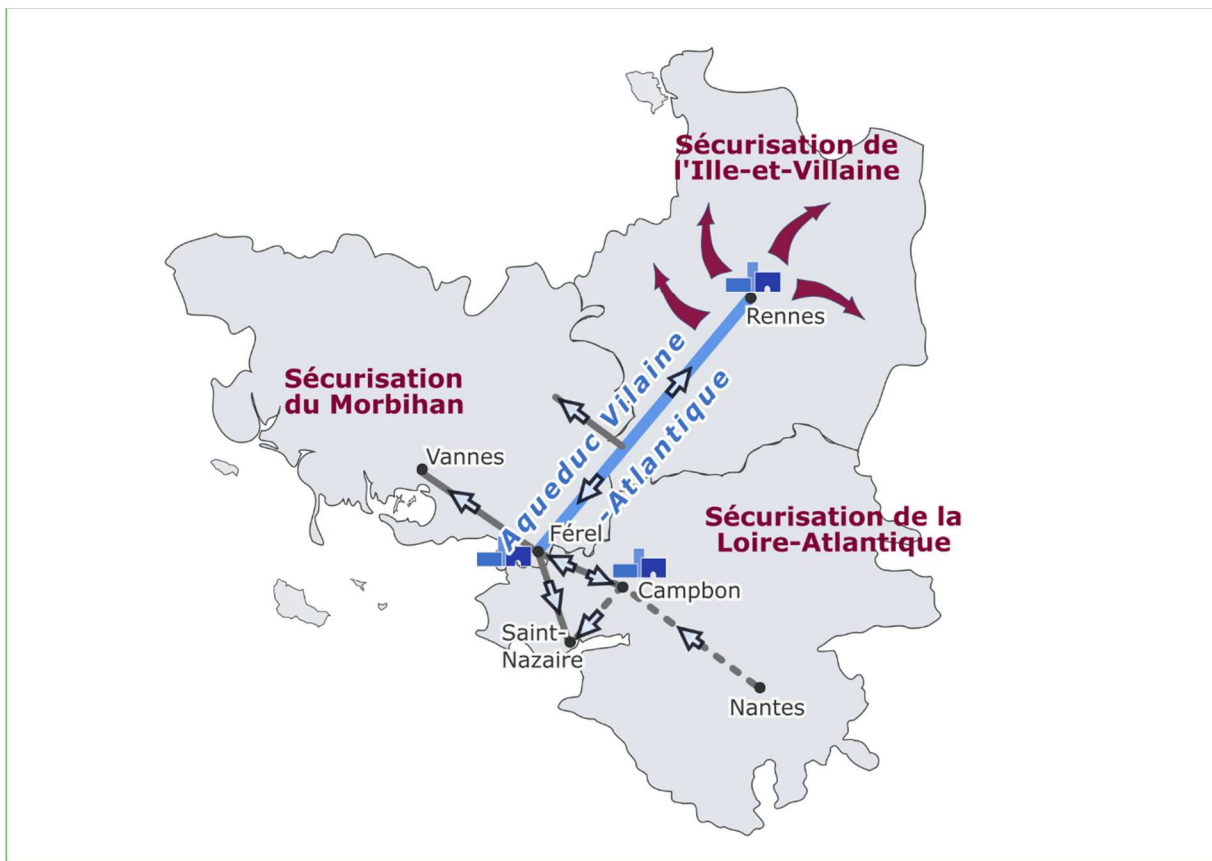 Sécurisation de
l'Ille-et-Villaine
Rennes
Aqueduc Vilaine
-Atlantique
Sécurisation
du Morbihan
Vannes
Férel
Sécurisation de la
Loire-Atlantique
Campbon
Saint-
Nazaire
Nantes